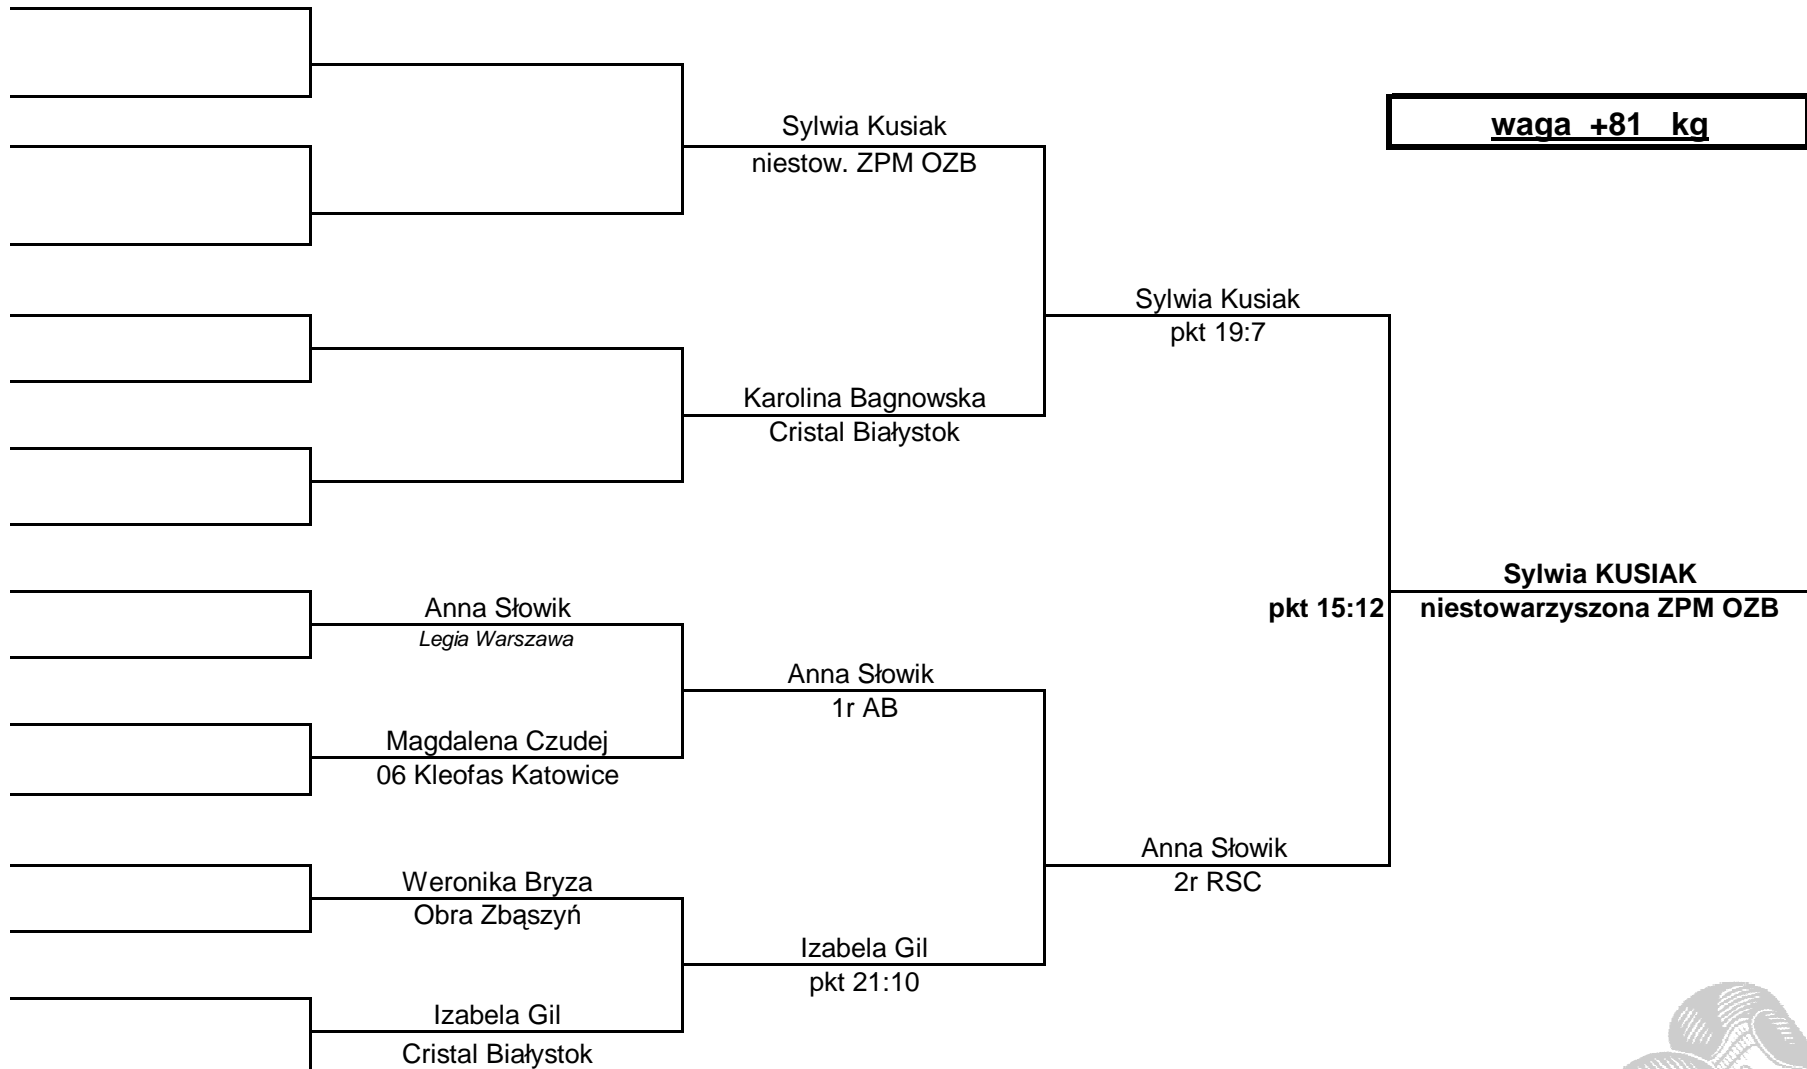 waga +81 kg
Sylwia Kusiak
niestow. ZPM OZB
Sylwia Kusiak
pkt 19:7
Karolina Bagnowska
Cristal Białystok
Sylwia KUSIAK
pkt 15:12
niestowarzyszona ZPM OZB
Anna Słowik
Legia Warszawa
Anna Słowik
1r AB
Magdalena Czudej
06 Kleofas Katowice
Anna Słowik
2r RSC
Weronika Bryza
Obra Zbąszyń
Izabela Gil
pkt 21:10
Izabela Gil
Cristal Białystok